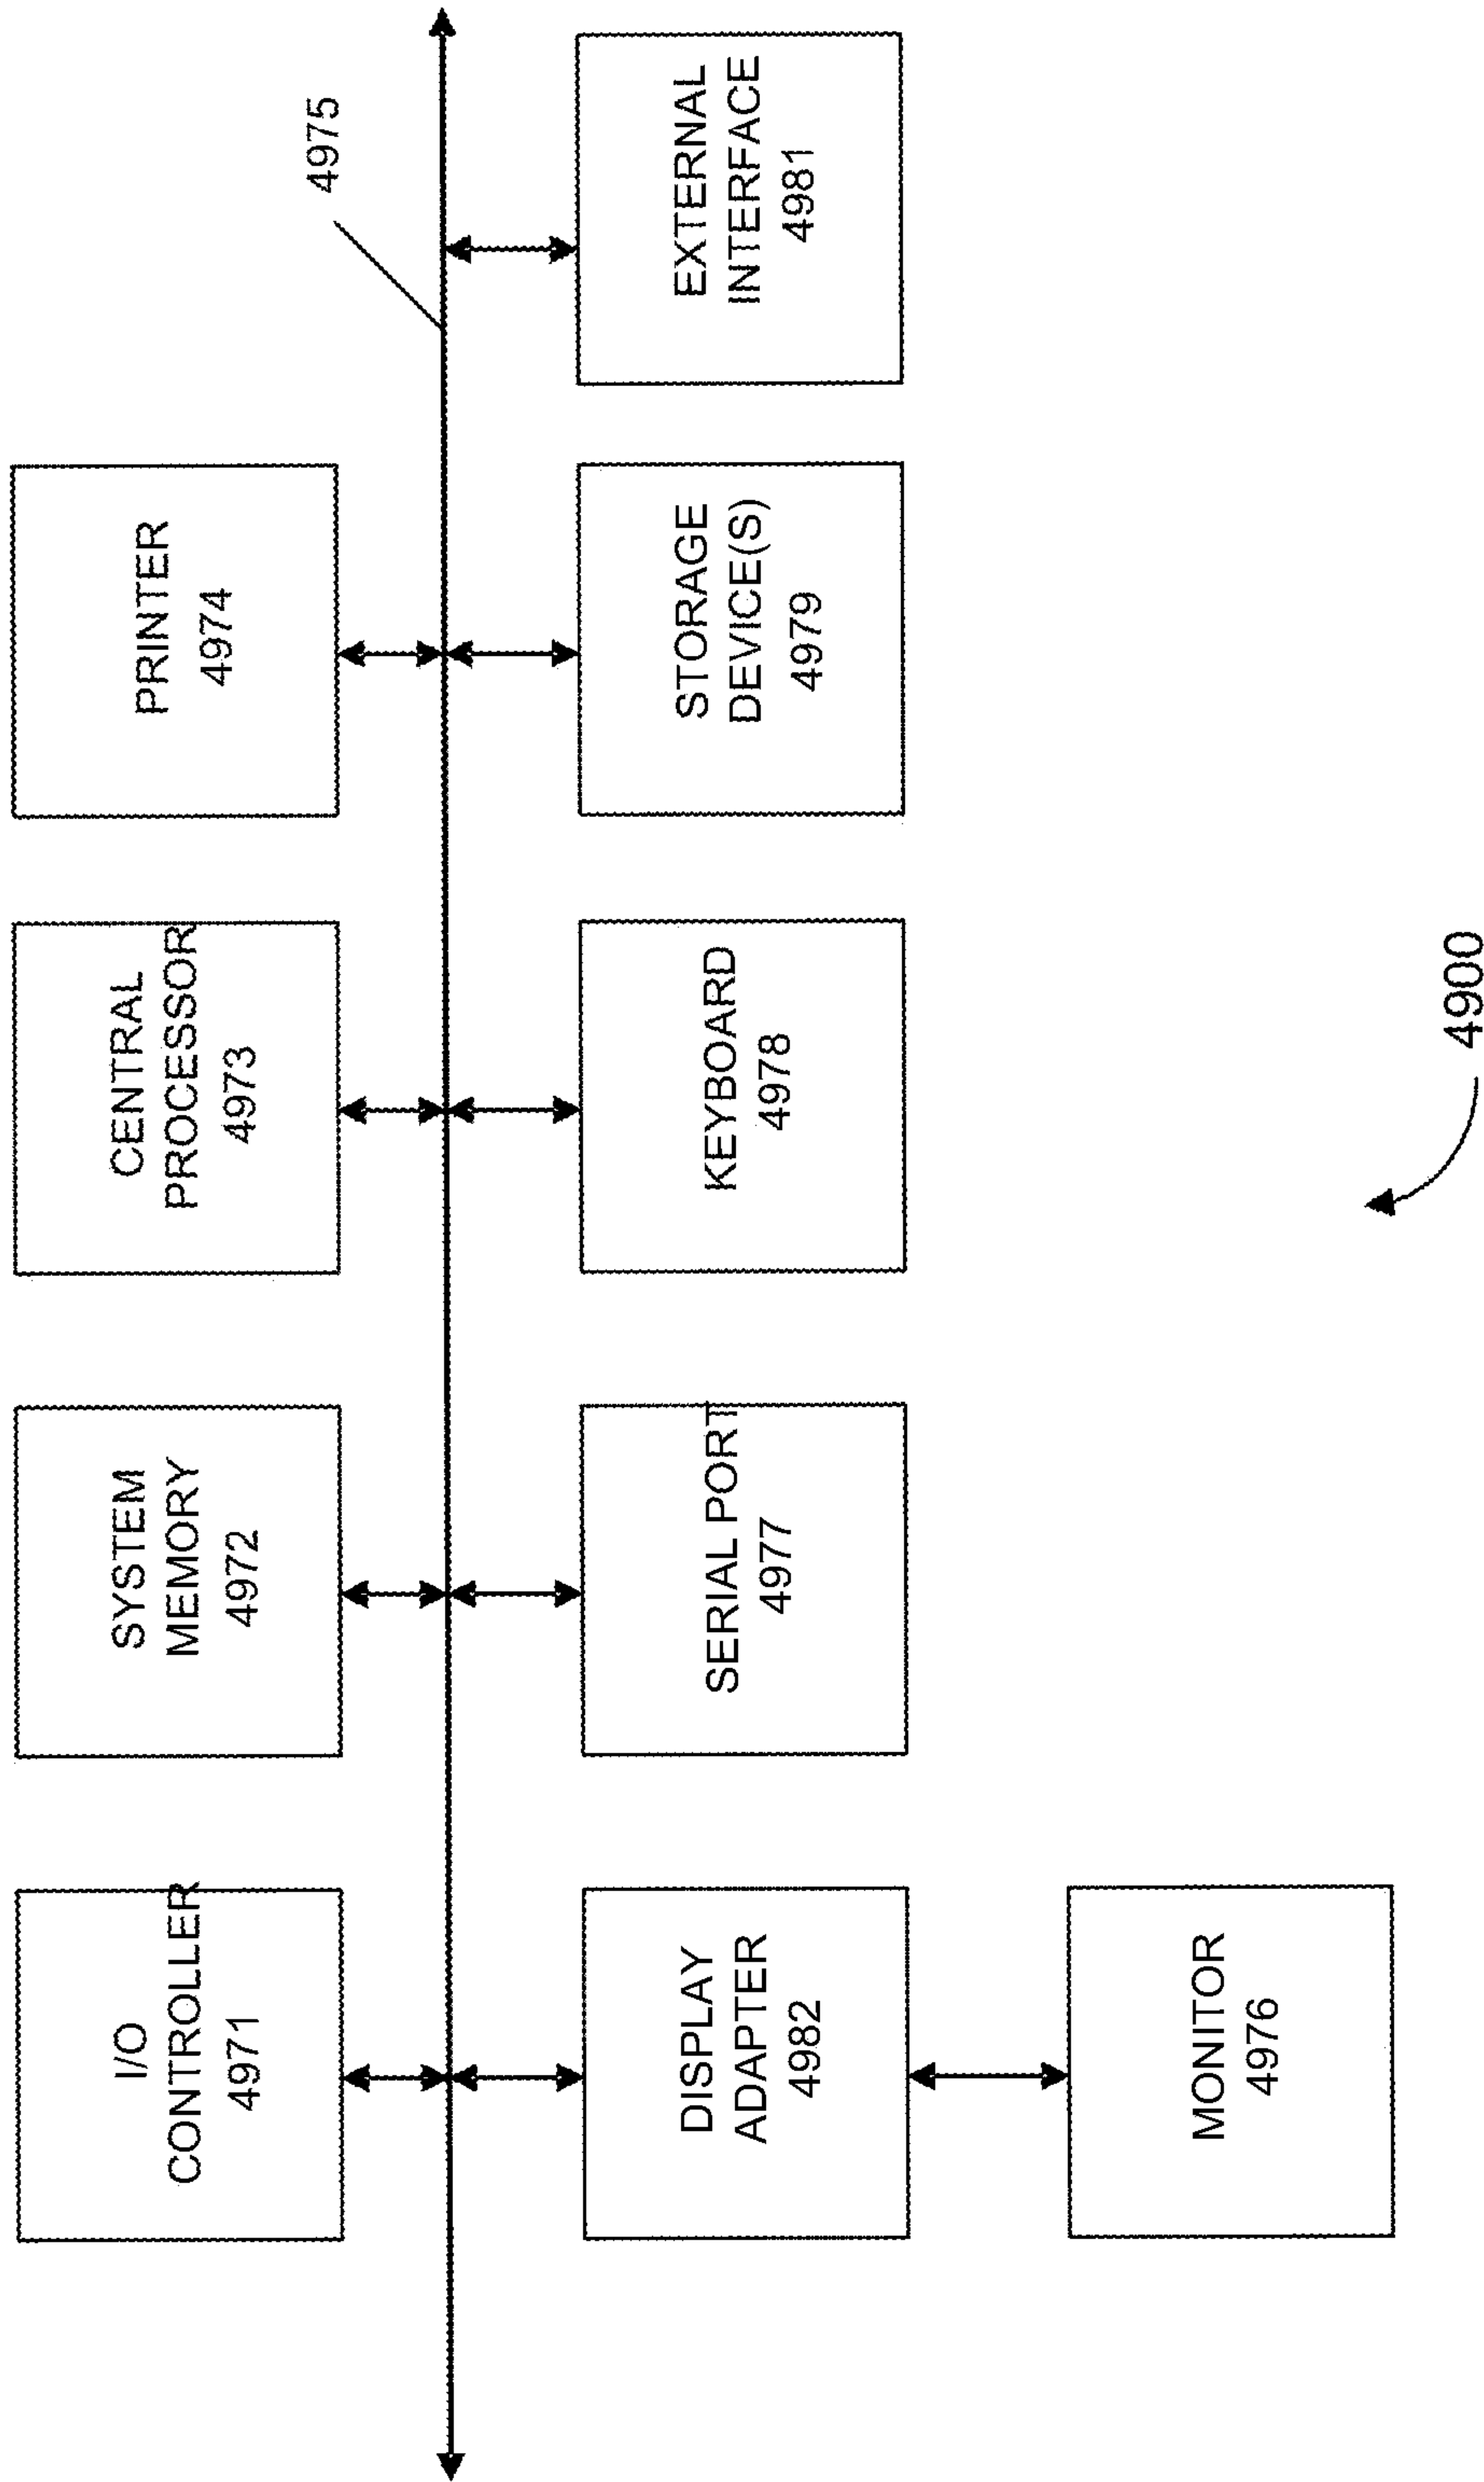 I/O
CONTROLLER
4971
SYSTEM
MEMORY
4972
CENTRAL
PROCESSOR
4973
PRINTER
4974
4975
DISPLAY
ADAPTER
4982
SERIAL PORT
4977
KEYBOARD
4978
STORAGE
DEVICE(S)
4979
EXTERNAL
INTERFACE
4981
MONITOR
4976
4900